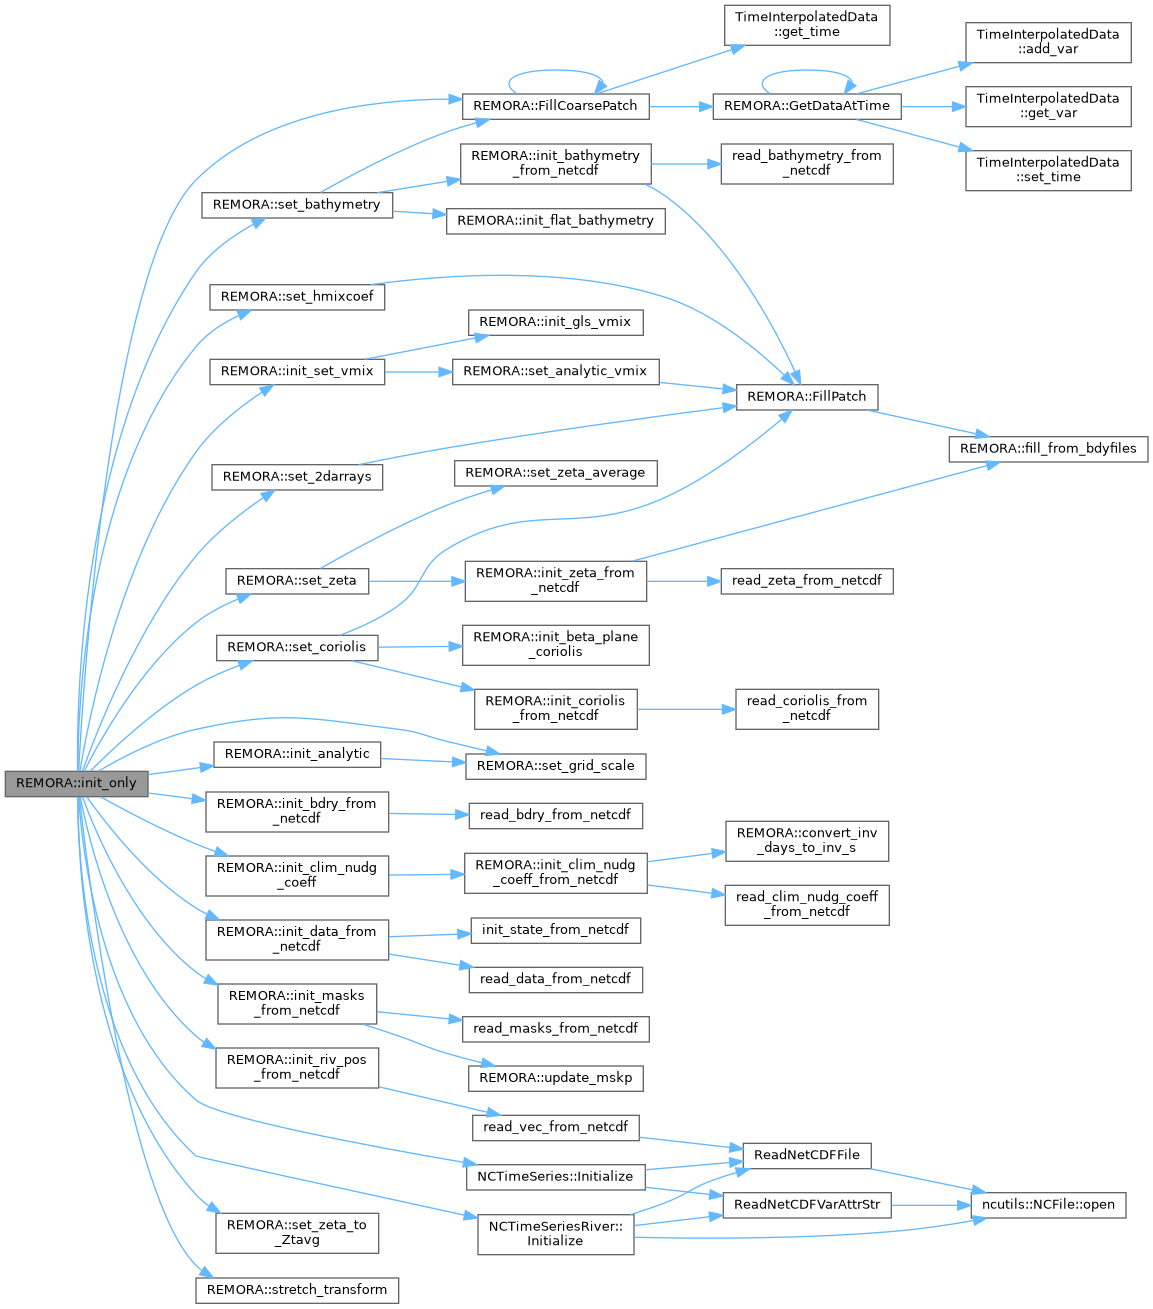 TimeInterpolatedData
::get_time
TimeInterpolatedData
::add_var
REMORA::FillCoarsePatch
REMORA::GetDataAtTime
TimeInterpolatedData
::get_var
REMORA::init_bathymetry
_from_netcdf
read_bathymetry_from
_netcdf
TimeInterpolatedData
::set_time
REMORA::set_bathymetry
REMORA::init_flat_bathymetry
REMORA::set_hmixcoef
REMORA::init_gls_vmix
REMORA::init_set_vmix
REMORA::set_analytic_vmix
REMORA::FillPatch
REMORA::fill_from_bdyfiles
REMORA::set_2darrays
REMORA::set_zeta_average
REMORA::set_zeta
REMORA::init_zeta_from
_netcdf
read_zeta_from_netcdf
REMORA::set_coriolis
REMORA::init_beta_plane
_coriolis
REMORA::init_coriolis
_from_netcdf
read_coriolis_from
_netcdf
REMORA::init_analytic
REMORA::set_grid_scale
REMORA::init_only
REMORA::init_bdry_from
_netcdf
read_bdry_from_netcdf
REMORA::convert_inv
_days_to_inv_s
REMORA::init_clim_nudg
_coeff
REMORA::init_clim_nudg
_coeff_from_netcdf
read_clim_nudg_coeff
_from_netcdf
REMORA::init_data_from
_netcdf
init_state_from_netcdf
read_data_from_netcdf
REMORA::init_masks
_from_netcdf
read_masks_from_netcdf
REMORA::init_riv_pos
_from_netcdf
REMORA::update_mskp
read_vec_from_netcdf
ReadNetCDFFile
NCTimeSeries::Initialize
ReadNetCDFVarAttrStr
ncutils::NCFile::open
REMORA::set_zeta_to
_Ztavg
NCTimeSeriesRiver::
Initialize
REMORA::stretch_transform